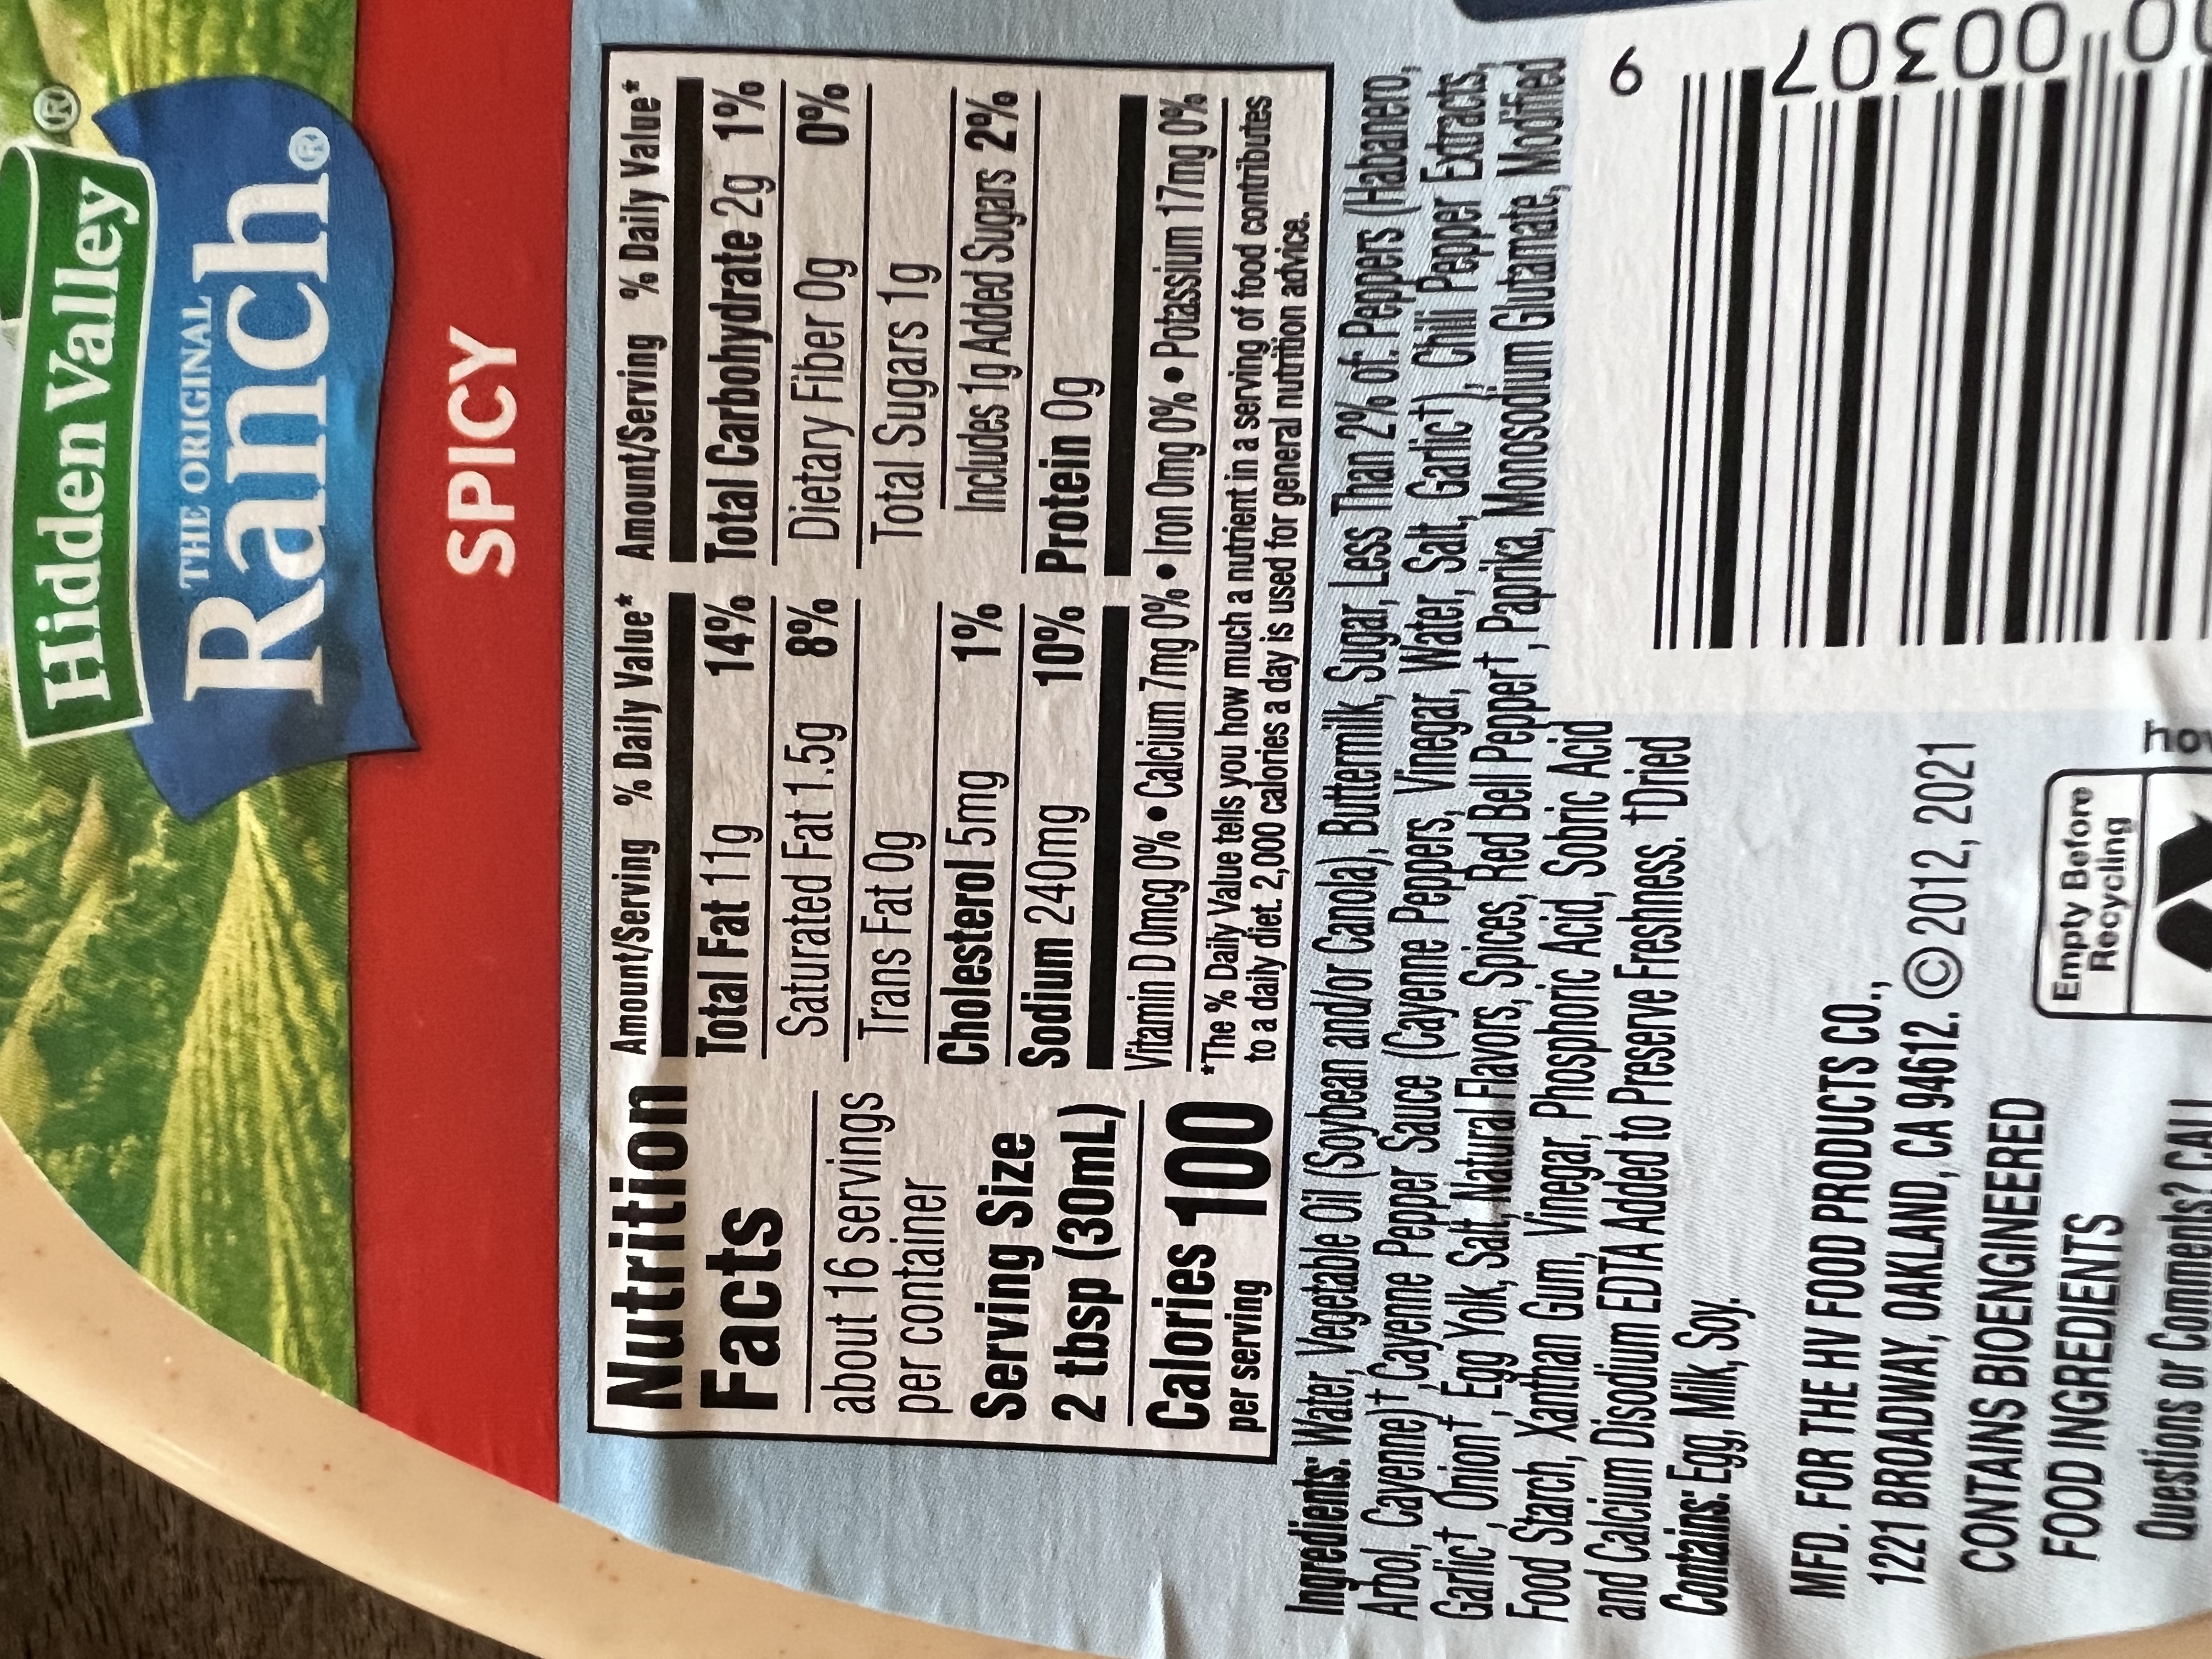 Hidden Valley ®
THE ORIGINAL
Ranch®
SPICY
Nutrition
Facts
about 16 servings
per container
Serving Size
2 tbsp (30mL)
Calories 100
per serving
Amount/Serving % Daily Value*
Total Fat 11g 14%
Saturated Fat 1.5g 8%
Trans Fat 0g
Cholesterol 5mg 1%
Sodium 240mg 10%
Amount/Serving % Daily Value*
Total Carbohydrate 2g 1%
Dietary Fiber 0g 0%
Total Sugars 1g
Includes 1g Added Sugars 2%
Protein 0g
Vitamin D 0mcg 0% • Calcium 7mg 0% • Iron 0mg 0% • Potassium 17mg 0%
*The % Daily Value tells you how much a nutrient in a serving of food contributes
to a daily diet. 2,000 calories a day is used for general nutrition advice.
Ingredients: Water, Vegetable Oil (Soybean and/or Canola), Buttermilk, Sugar, Less Than 2% of: Peppers (Habanero,
Arbol, Cayenne)†,Cayenne Pepper Sauce (Cayenne Peppers, Vinegar, Water, Salt, Garlic†), Chili Pepper Extracts,
Garlic†, Onion†, Egg Yolk, Salt, Natural Flavors, Spices, Red Bell Pepper†, Paprika, Monosodium Glutamate, Modified
Food Starch, Xanthan Gum, Vinegar, Phosphoric Acid, Sobric Acid
and Calcium Disodium EDTA Added to Preserve Freshness. †Dried
Contains: Egg, Milk, Soy.
MFD. FOR THE HV FOOD PRODUCTS CO.,
1221 BROADWAY, OAKLAND, CA 94612. © 2012, 2021
CONTAINS BIOENGINEERED
FOOD INGREDIENTS
Questions or Comments? CALL
Empty Before
Recycling
how
00307 9